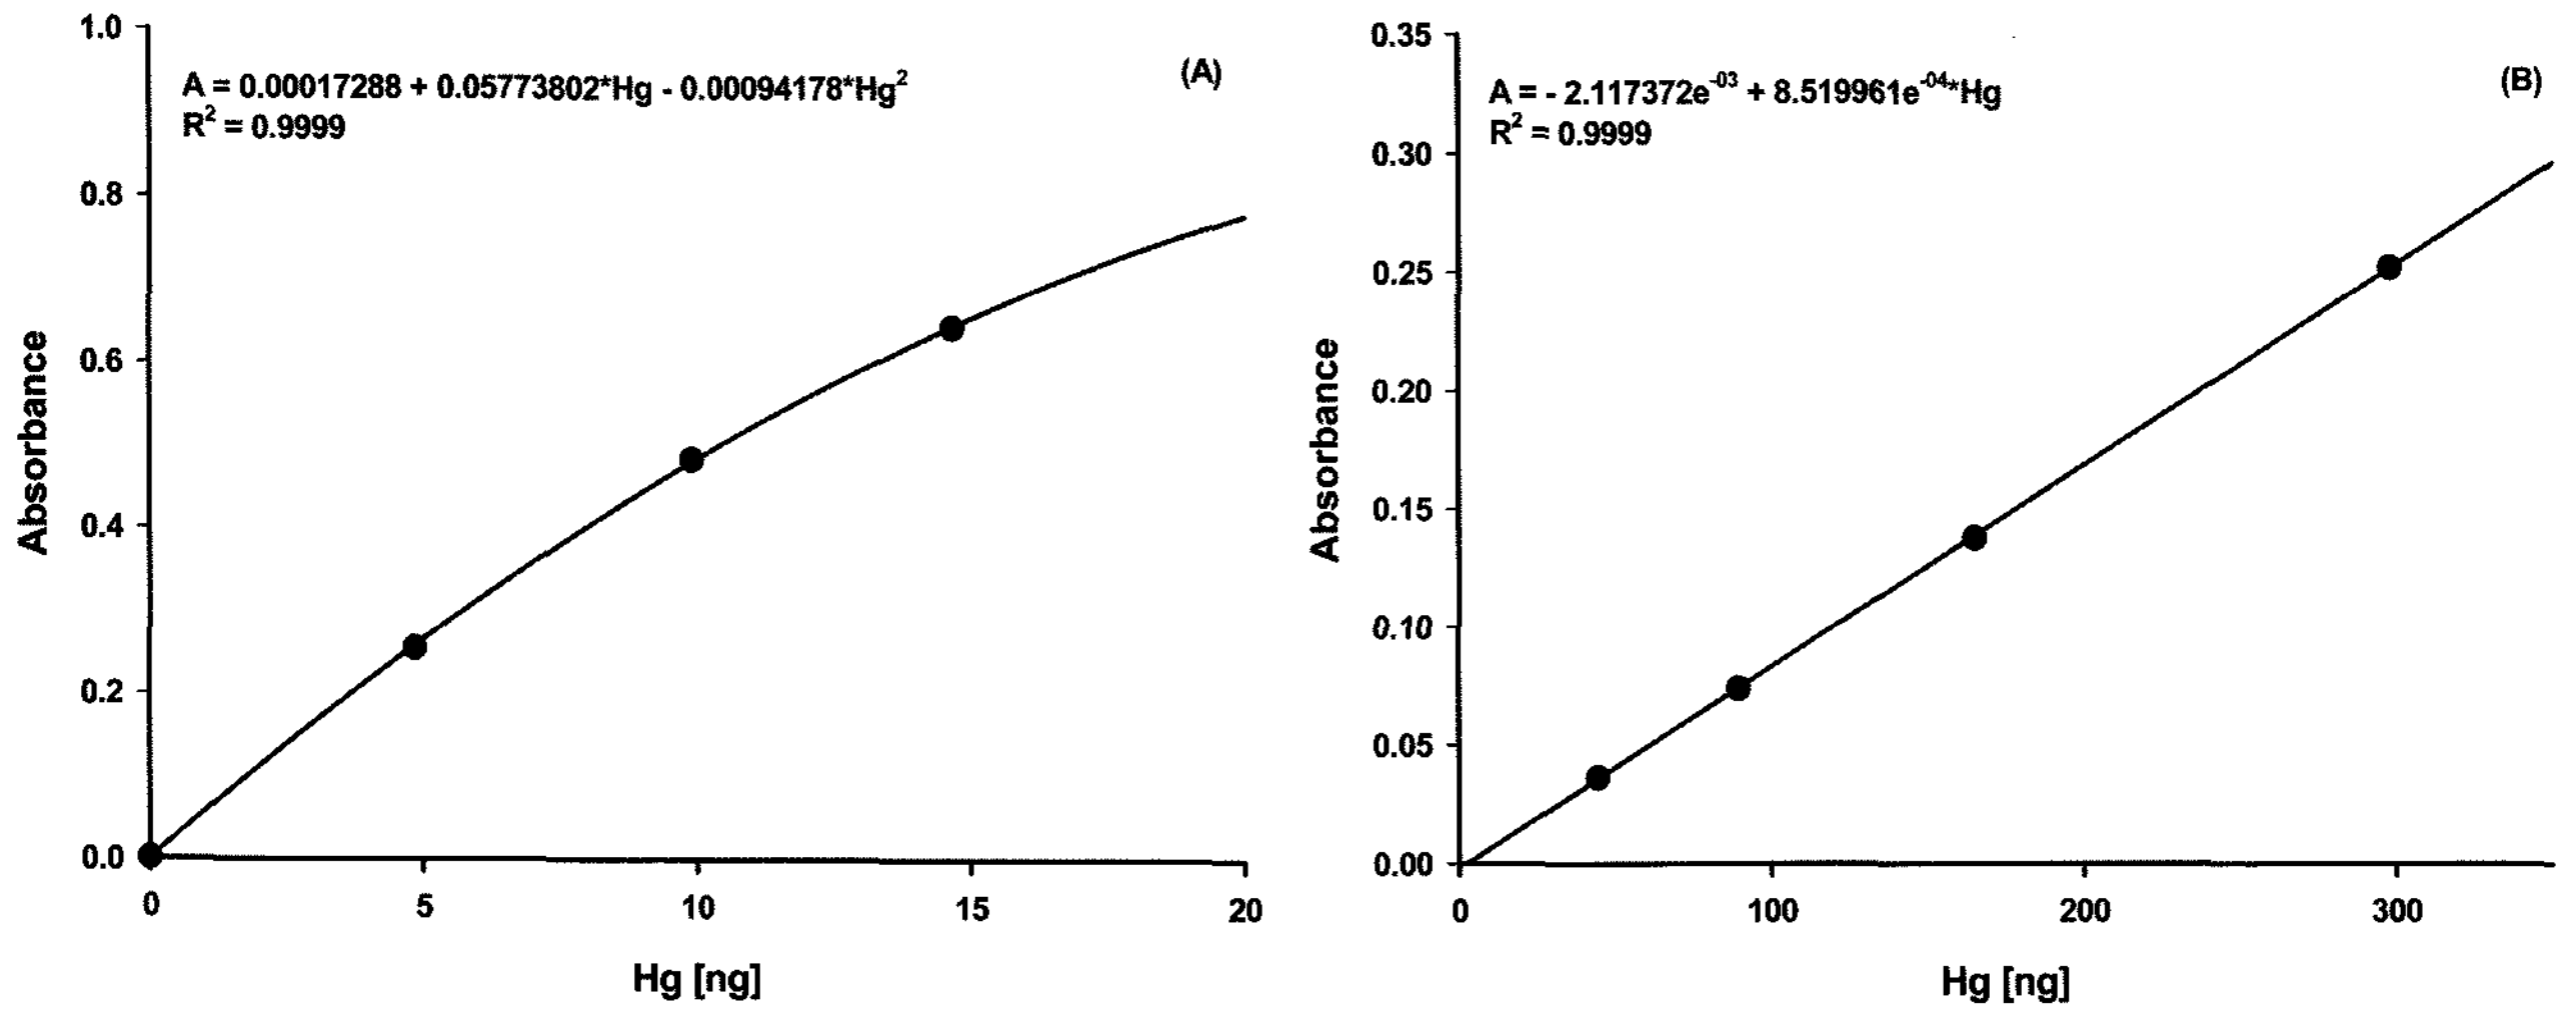 A = 0.00017288 + 0.05773802*Hg - 0.00094178*Hg²
R² = 0.9999
(A)
1.0
0.8
0.6
0.4
0.2
0.0
Absorbance
0 5 10 15 20
Hg [ng]
A = - 2.117372e⁻⁰³ + 8.519961e⁻⁰⁴*Hg
R² = 0.9999
(B)
0.35
0.30
0.25
0.20
0.15
0.10
0.05
0.00
Absorbance
0 100 200 300
Hg [ng]